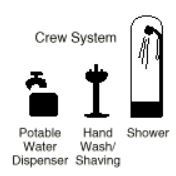 Crew System
Potable
Water
Dispenser
Hand
Wash/
Shaving
Shower